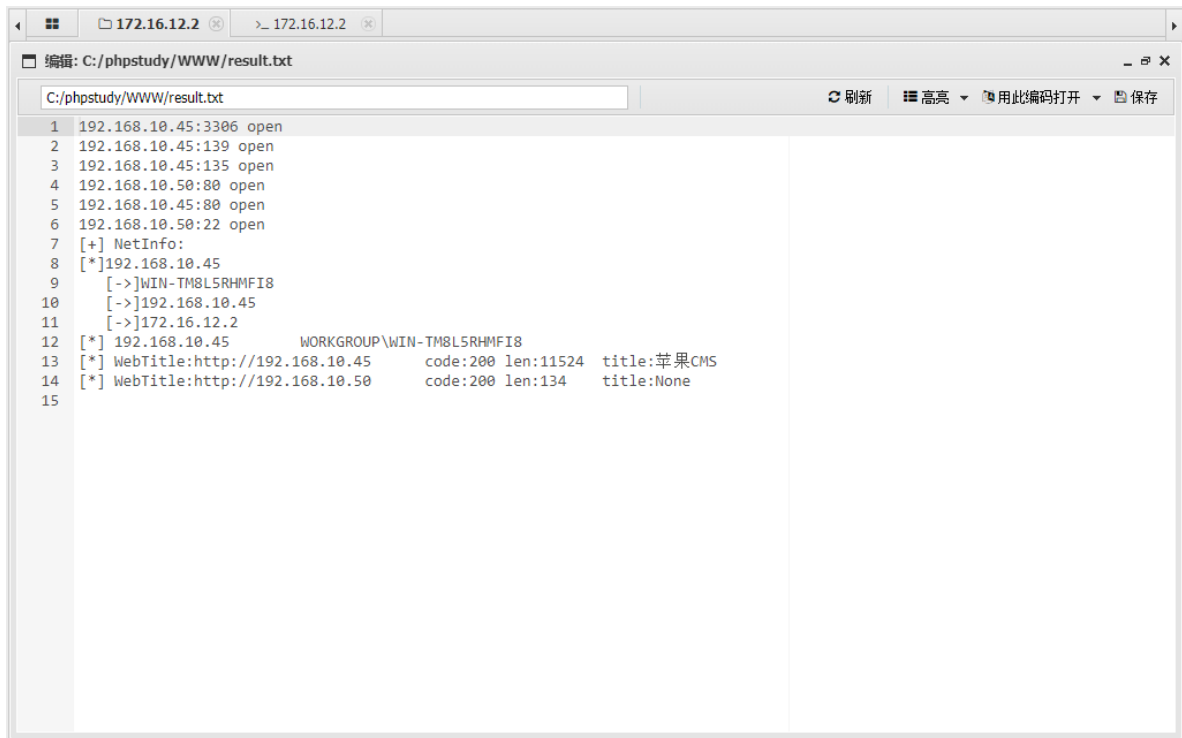 172.16.12.2 >_ 172.16.12.2
编辑: C:/phpstudy/WWW/result.txt
C:/phpstudy/WWW/result.txt 刷新 高亮 用此编码打开 保存
1 192.168.10.45:3306 open
2 192.168.10.45:139 open
3 192.168.10.45:135 open
4 192.168.10.50:80 open
5 192.168.10.45:80 open
6 192.168.10.50:22 open
7 [+] NetInfo:
8 [*]192.168.10.45
9 [->]WIN-TM8L5RHMFI8
10 [->]192.168.10.45
11 [->]172.16.12.2
12 [*] 192.168.10.45 WORKGROUP\WIN-TM8L5RHMFI8
13 [*] WebTitle:http://192.168.10.45 code:200 len:11524 title:苹果CMS
14 [*] WebTitle:http://192.168.10.50 code:200 len:134 title:None
15